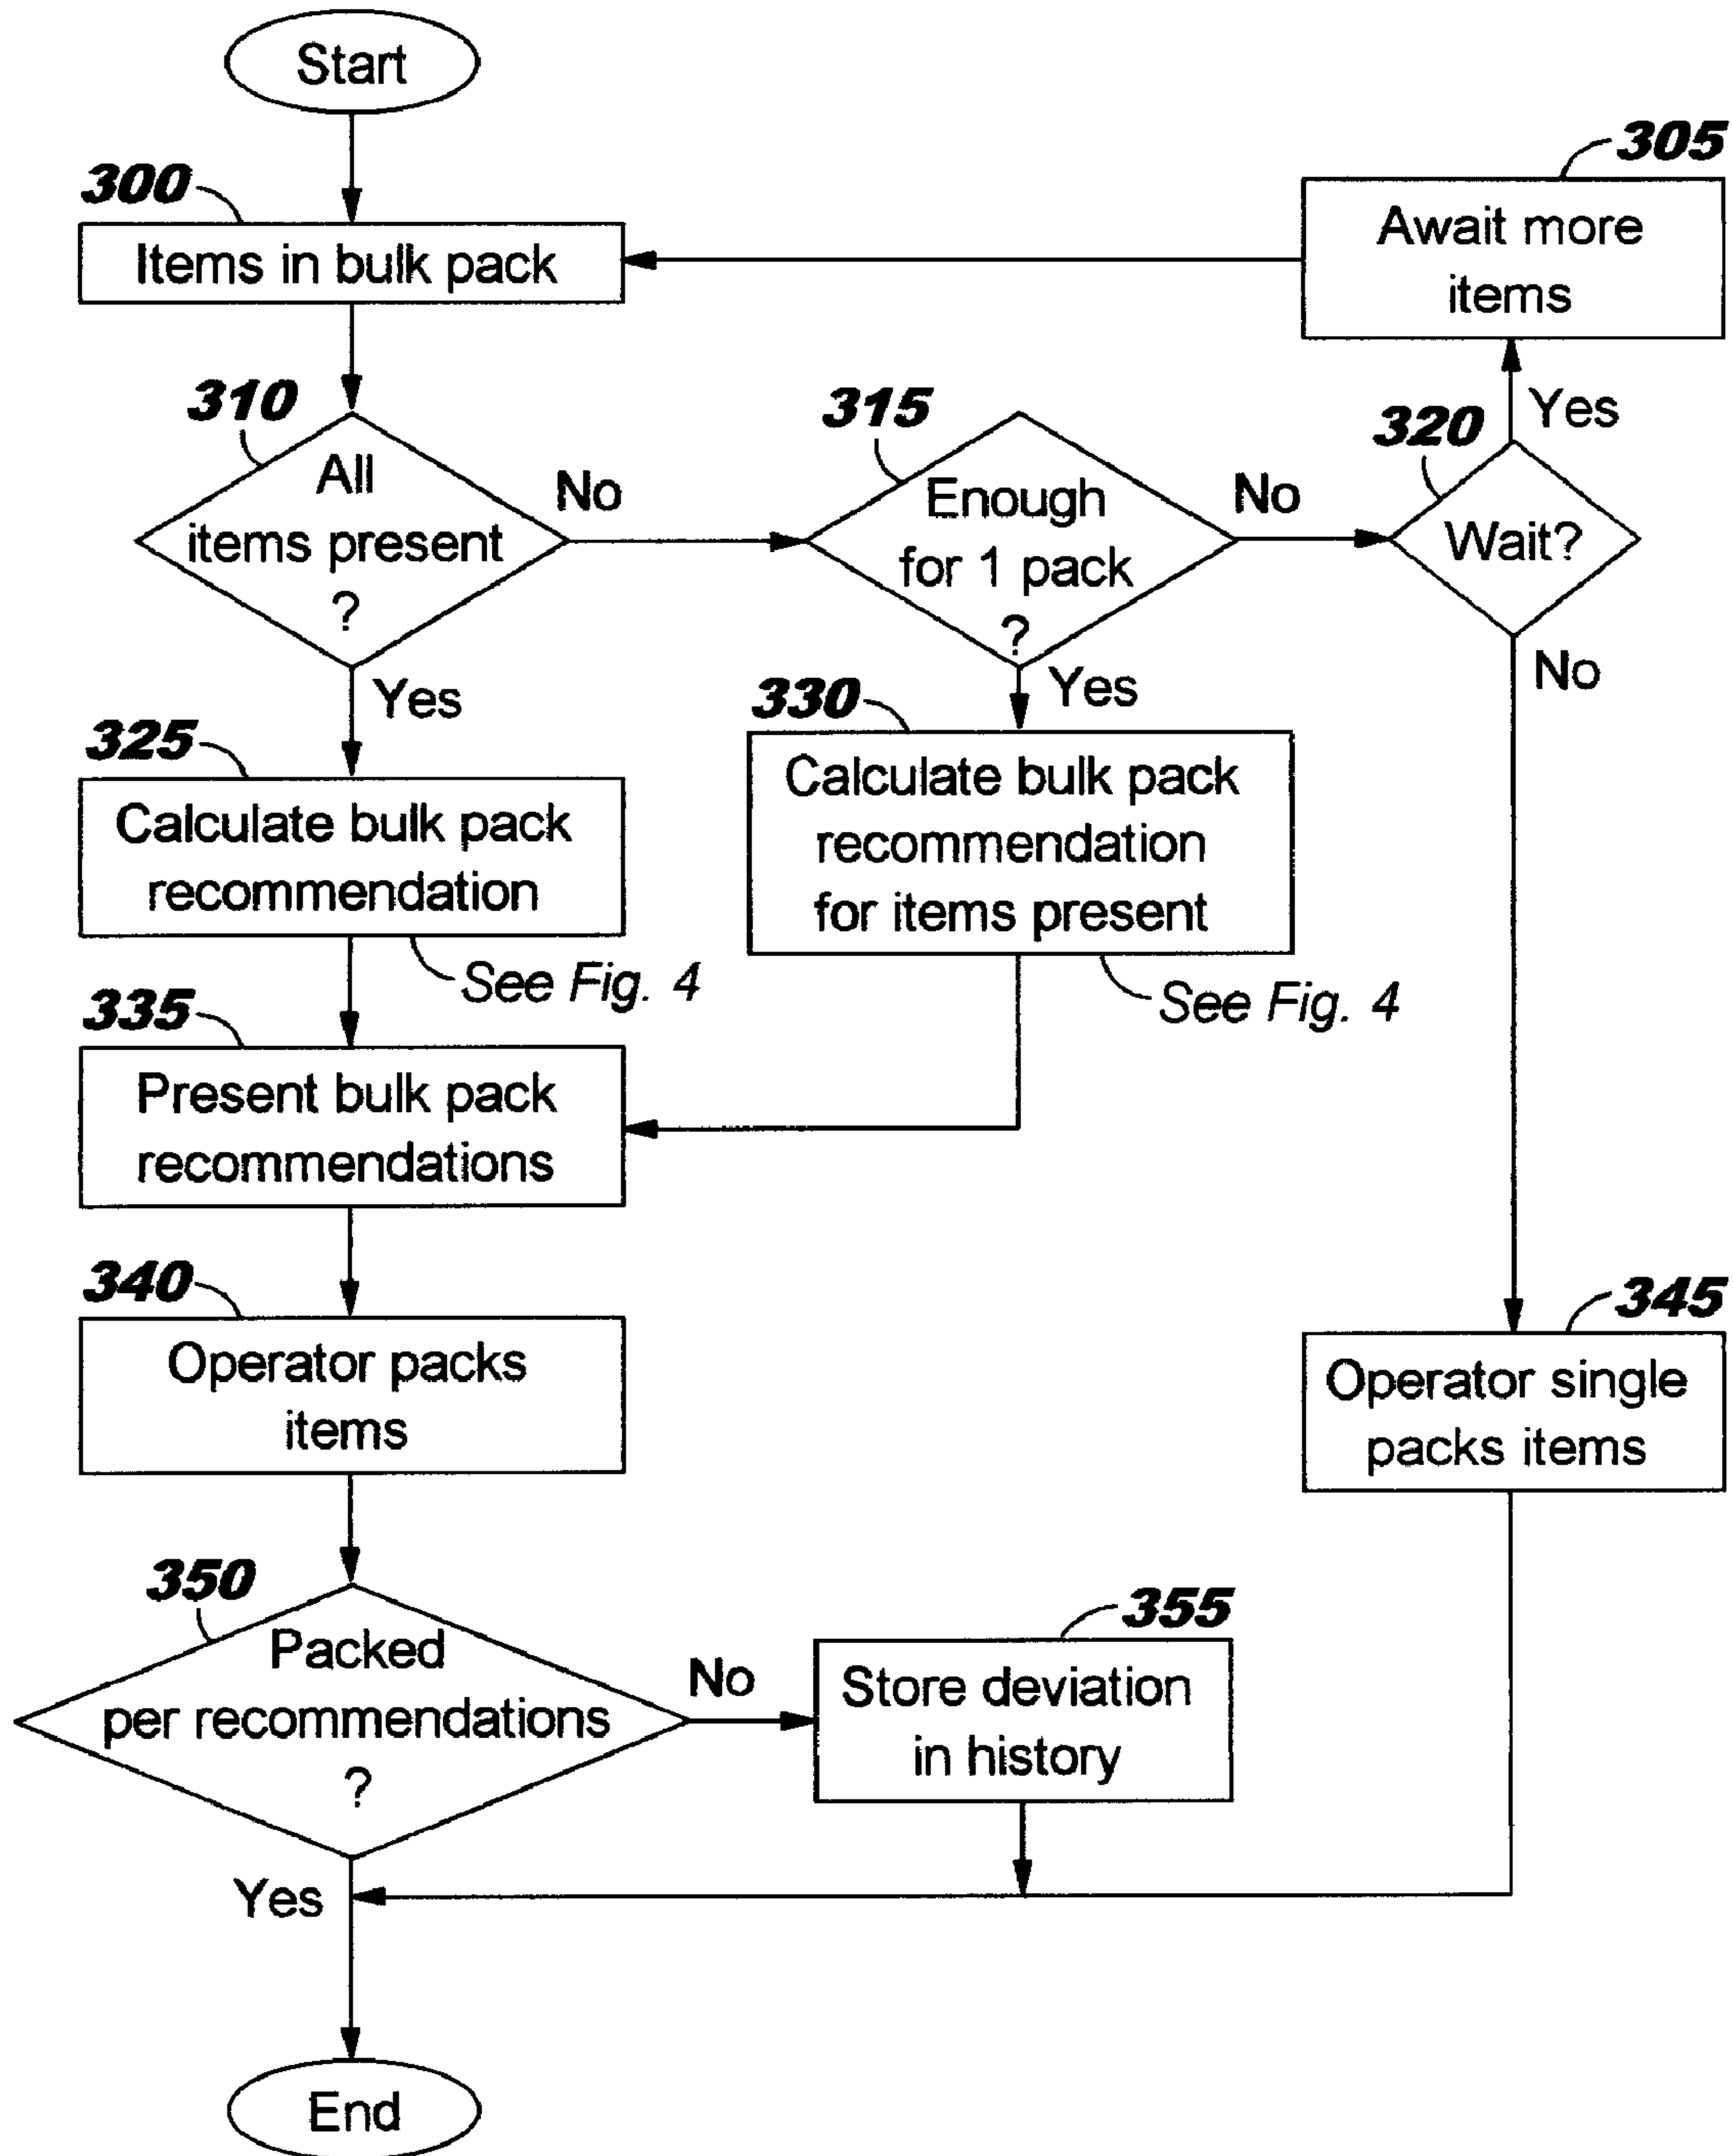 Start
300
Items in bulk pack
305
Await more
items
310
All
items present
?
No
Yes
315
Enough
for 1 pack
?
No
Yes
320
Wait?
Yes
No
325
Calculate bulk pack
recommendation
See Fig. 4
330
Calculate bulk pack
recommendation
for items present
See Fig. 4
335
Present bulk pack
recommendations
340
Operator packs
items
345
Operator single
packs items
350
Packed
per recommendations
?
No
Yes
355
Store deviation
in history
End